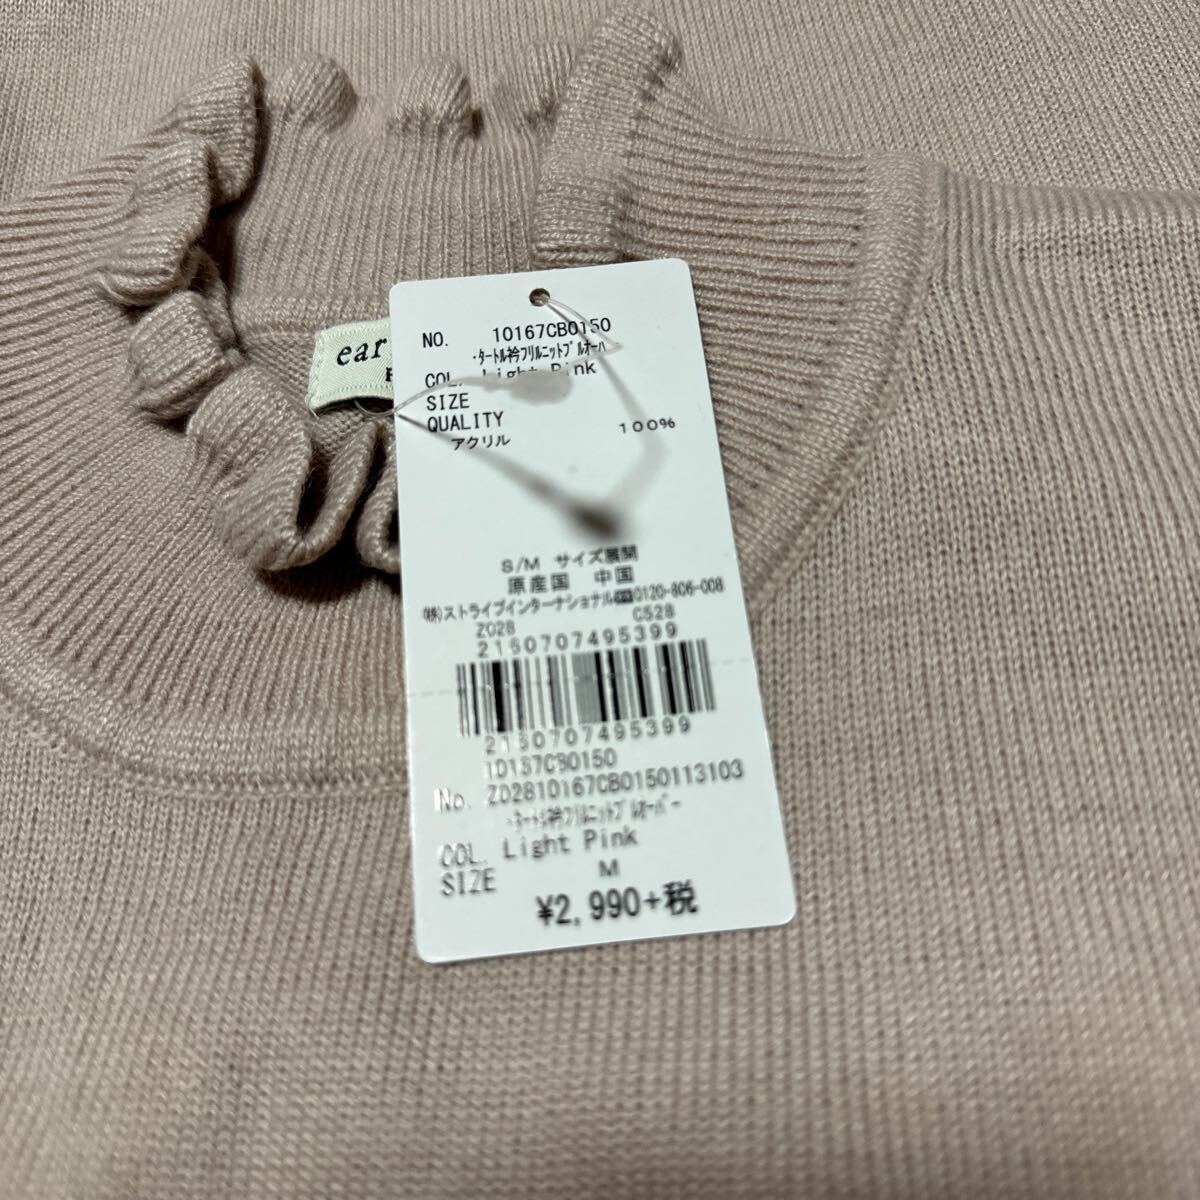 ear
NO. 10167CB0150
･ﾀｰﾄﾙ衿ﾌﾘﾙﾆｯﾄﾌﾟﾙｵｰﾊ
COL. Light Pink
SIZE
QUALITY
アクリル 100%
S/M サイズ展開
原産国 中国
㈱ストライプインターナショナル 0120-806-008
Z028 C528
2150707495399
2150707495399
10167CB0150
No. Z02810167CB0150113103
･ﾀｰﾄﾙ衿ﾌﾘﾙﾆｯﾄﾌﾟﾙｵｰﾊﾞｰ
COL. Light Pink
SIZE M
¥2,990+税